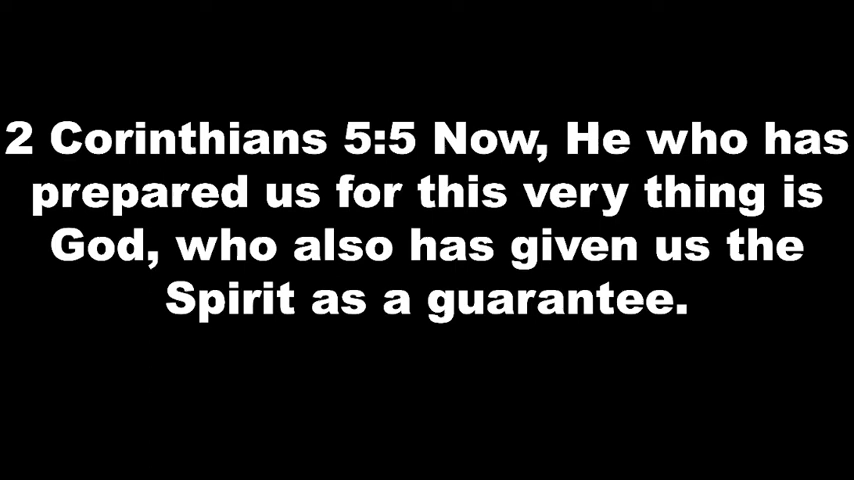 2 Corinthians 5:5 Now, He who has
prepared us for this very thing is
God, who also has given us the
Spirit as a guarantee.